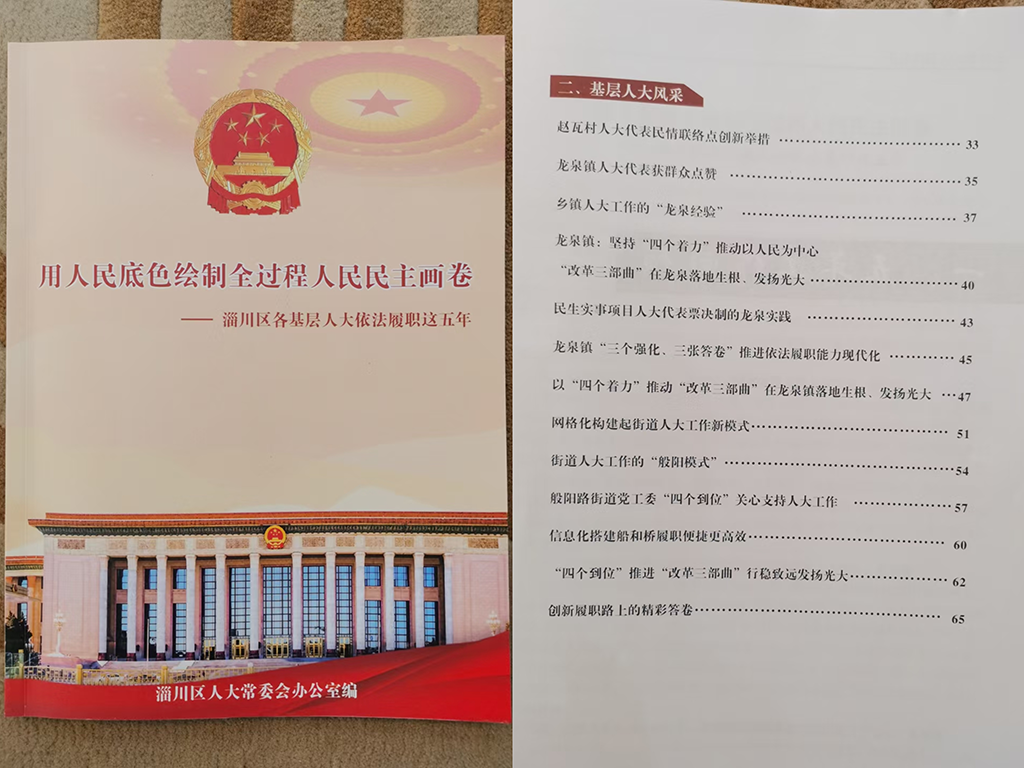 用人民底色绘制全过程人民民主画卷
—— 淄川区各基层人大依法履职这五年
淄川区人大常委会办公室编
二、基层人大风采
赵瓦村人大代表民情联络点创新举措 …………………… 33
龙泉镇人大代表获群众点赞 …………………… 35
乡镇人大工作的“龙泉经验” …………………… 37
龙泉镇：坚持“四个着力”推动以人民为中心
“改革三部曲”在龙泉落地生根、发扬光大 …………………… 40
民生实事项目人大代表票决制的龙泉实践 …………………… 43
龙泉镇“三个强化、三张答卷”推进依法履职能力现代化 ………… 45
以“四个着力”推动“改革三部曲”在龙泉镇落地生根、发扬光大 …47
网格化构建起街道人大工作新模式…………………… 51
街道人大工作的“般阳模式” …………………… 54
般阳路街道党工委“四个到位”关心支持人大工作 ………… 57
信息化搭建船和桥履职便捷更高效…………………… 60
“四个到位”推进“改革三部曲”行稳致远发扬光大………… 62
创新履职路上的精彩答卷…………………… 65